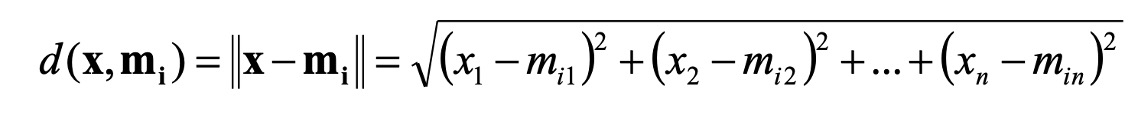 d(x,mᵢ) = ‖x − mᵢ‖ = √((x₁ − mᵢ₁)² + (x₂ − mᵢ₂)² + ... + (xₙ − mᵢₙ)²)